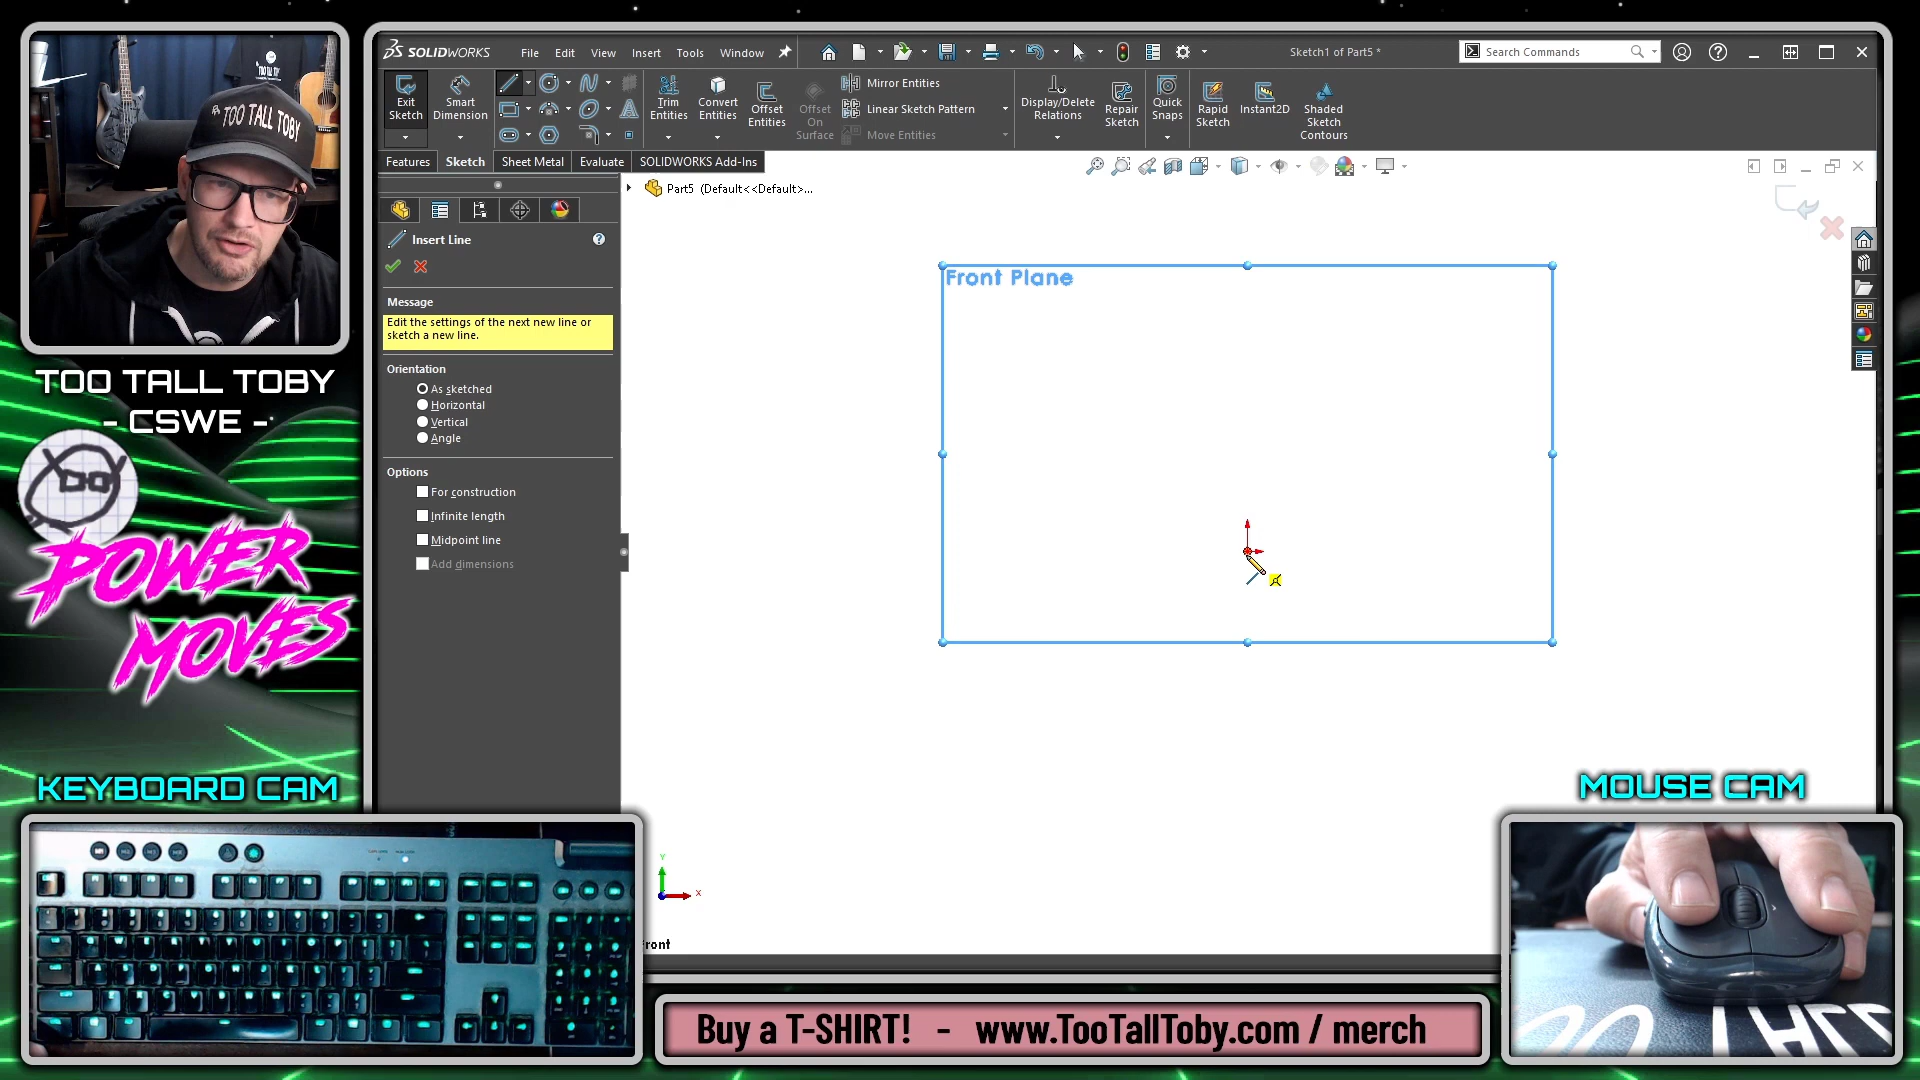 SOLIDWORKS
File Edit View Insert Tools Window
Sketch1 of Part5 *
Search Commands
Exit Sketch
Smart Dimension
Trim Entities
Convert Entities
Offset Entities
Offset On Surface
Mirror Entities
Linear Sketch Pattern
Move Entities
Display/Delete Relations
Repair Sketch
Quick Snaps
Rapid Sketch
Instant2D
Shaded Sketch Contours
Features Sketch Sheet Metal Evaluate SOLIDWORKS Add-Ins
Part5 (Default<<Default>...
Insert Line
Message
Edit the settings of the next new line or
sketch a new line.
Orientation
As sketched
Horizontal
Vertical
Angle
Options
For construction
Infinite length
Midpoint line
Add dimensions
Front Plane
Y
X
ront
TOO TALL TOBY
TOO TALL TOBY
- CSWE -
POWER
MOVES
KEYBOARD CAM
MOUSE CAM
Buy a T-SHIRT! - www.TooTallToby.com / merch